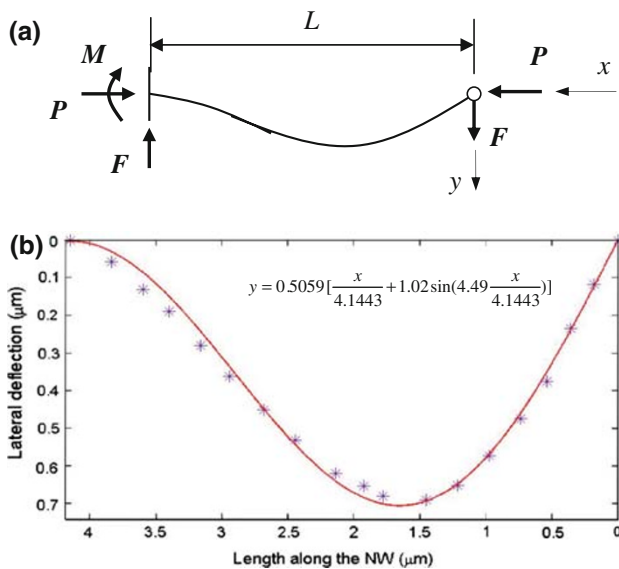 (a)
L
M
P
P
x
F
F
y
(b)
y = 0.5059[x/4.1443 + 1.02 sin(4.49 x/4.1443)]
Lateral deflection (μm)
0
0.1
0.2
0.3
0.4
0.5
0.6
0.7
4 3.5 3 2.5 2 1.5 1 0.5 0
Length along the NW (μm)